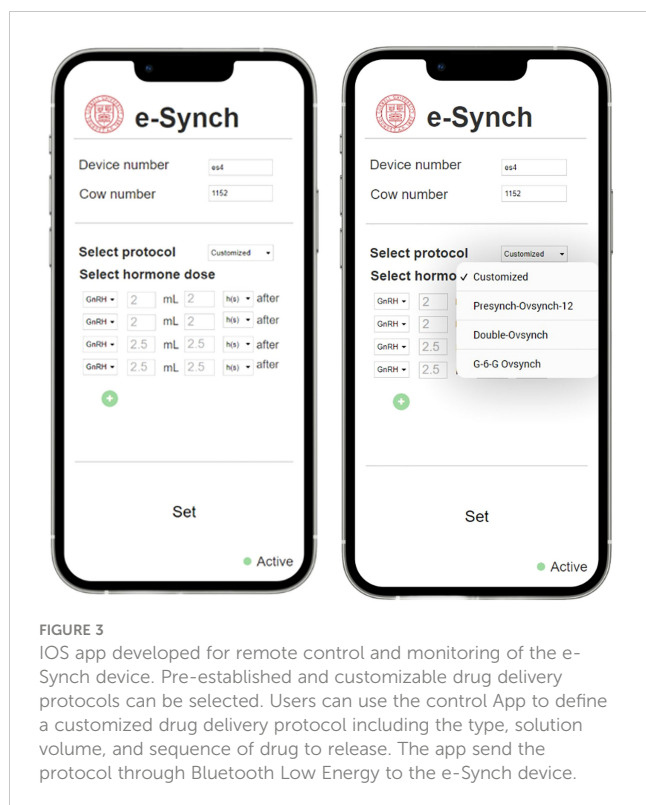 e-Synch
Device number es4
Cow number 1152
Select protocol Customized
Select hormone dose
GnRH 2 mL 2 h(s) after
GnRH 2 mL 2 h(s) after
GnRH 2.5 mL 2.5 h(s) after
GnRH 2.5 mL 2.5 h(s) after
+
Set
Active
e-Synch
Device number es4
Cow number 1152
Select protocol Customized
Select hormo
✓ Customized
Presynch-Ovsynch-12
Double-Ovsynch
G-6-G Ovsynch
GnRH 2
GnRH 2
GnRH 2.5
GnRH 2.5
+
Set
Active
FIGURE 3
IOS app developed for remote control and monitoring of the e-
Synch device. Pre-established and customizable drug delivery
protocols can be selected. Users can use the control App to define
a customized drug delivery protocol including the type, solution
volume, and sequence of drug to release. The app send the
protocol through Bluetooth Low Energy to the e-Synch device.